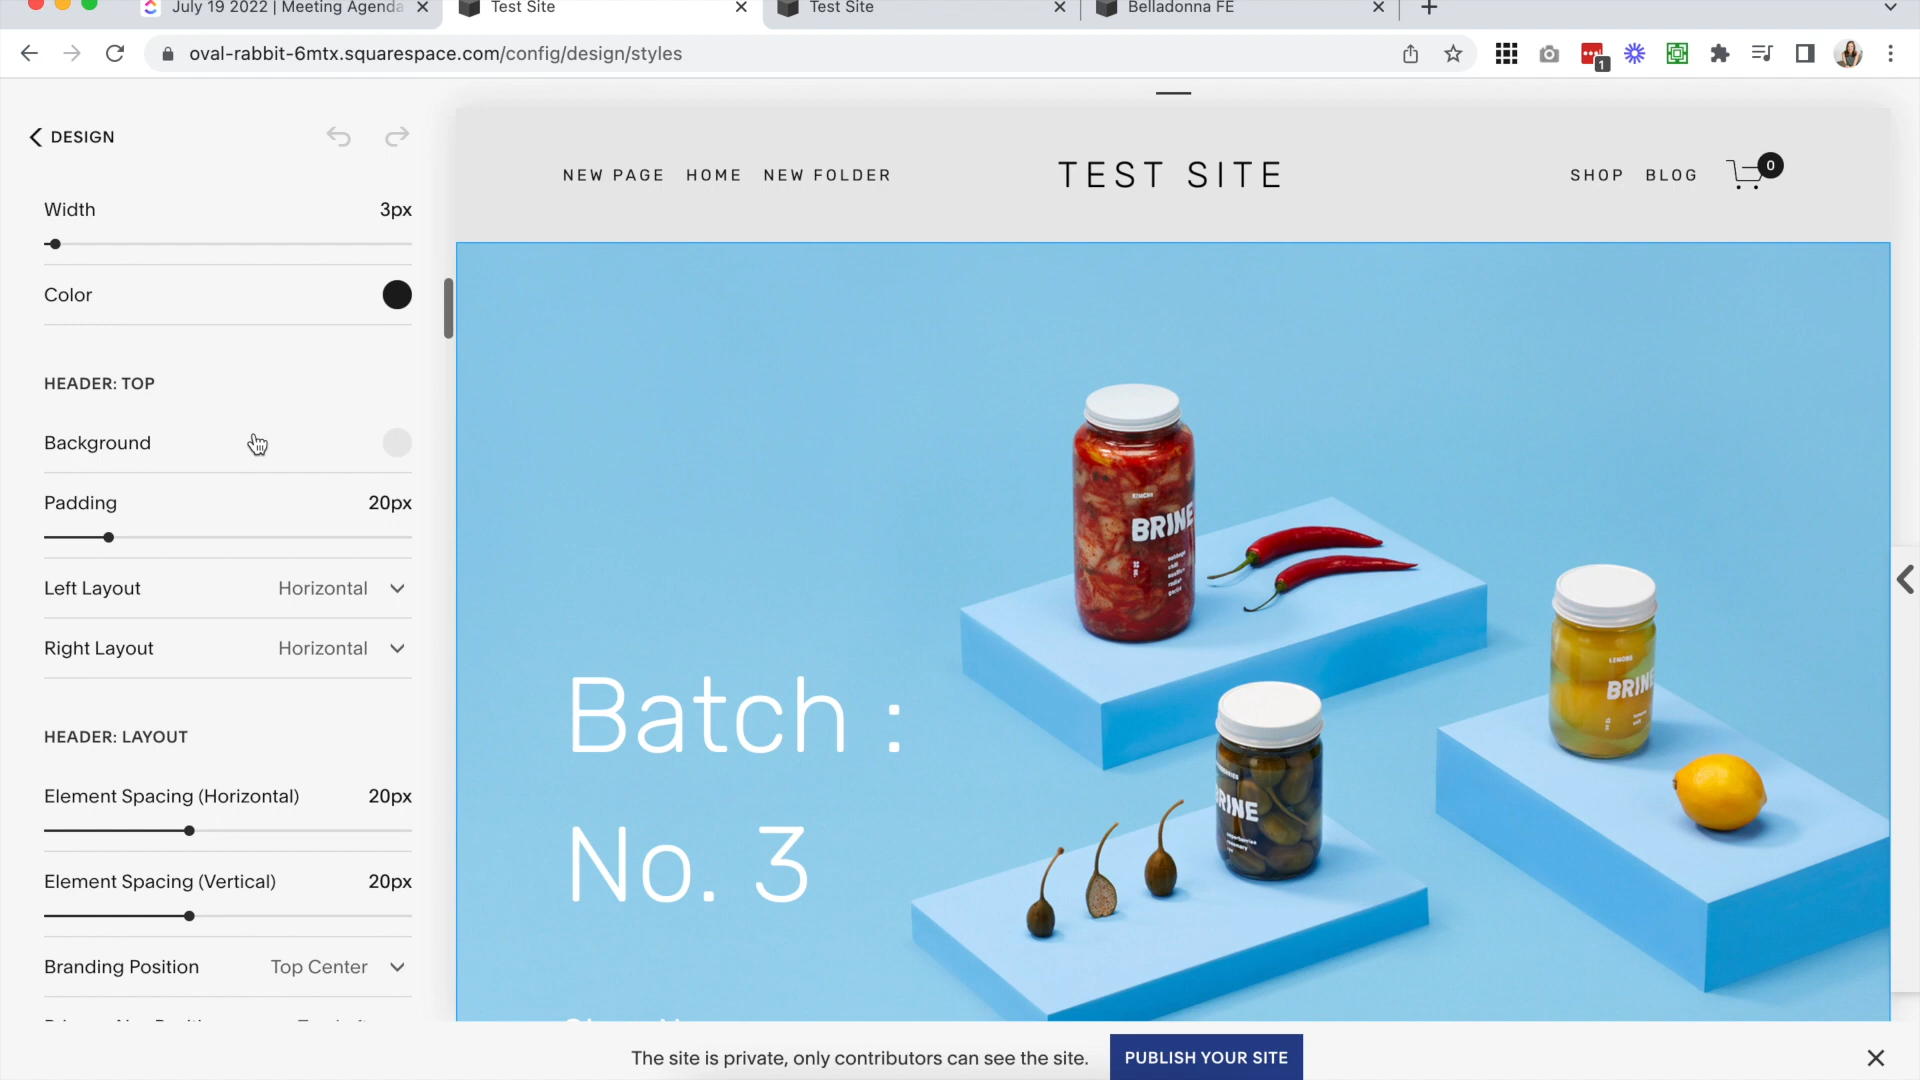 July 19 2022 | Meeting Agenda
Test Site
Test Site
Belladonna FE
oval-rabbit-6mtx.squarespace.com/config/design/styles
1
DESIGN
Width 3px
Color
HEADER: TOP
Background
Padding 20px
Left Layout Horizontal
Right Layout Horizontal
HEADER: LAYOUT
Element Spacing (Horizontal) 20px
Element Spacing (Vertical) 20px
Branding Position Top Center
NEW PAGE HOME NEW FOLDER
TEST SITE
SHOP BLOG 0
KIMCHI
BRINE
LEMONS
BRINE
BRINE
Batch :
No. 3
The site is private, only contributors can see the site.
PUBLISH YOUR SITE